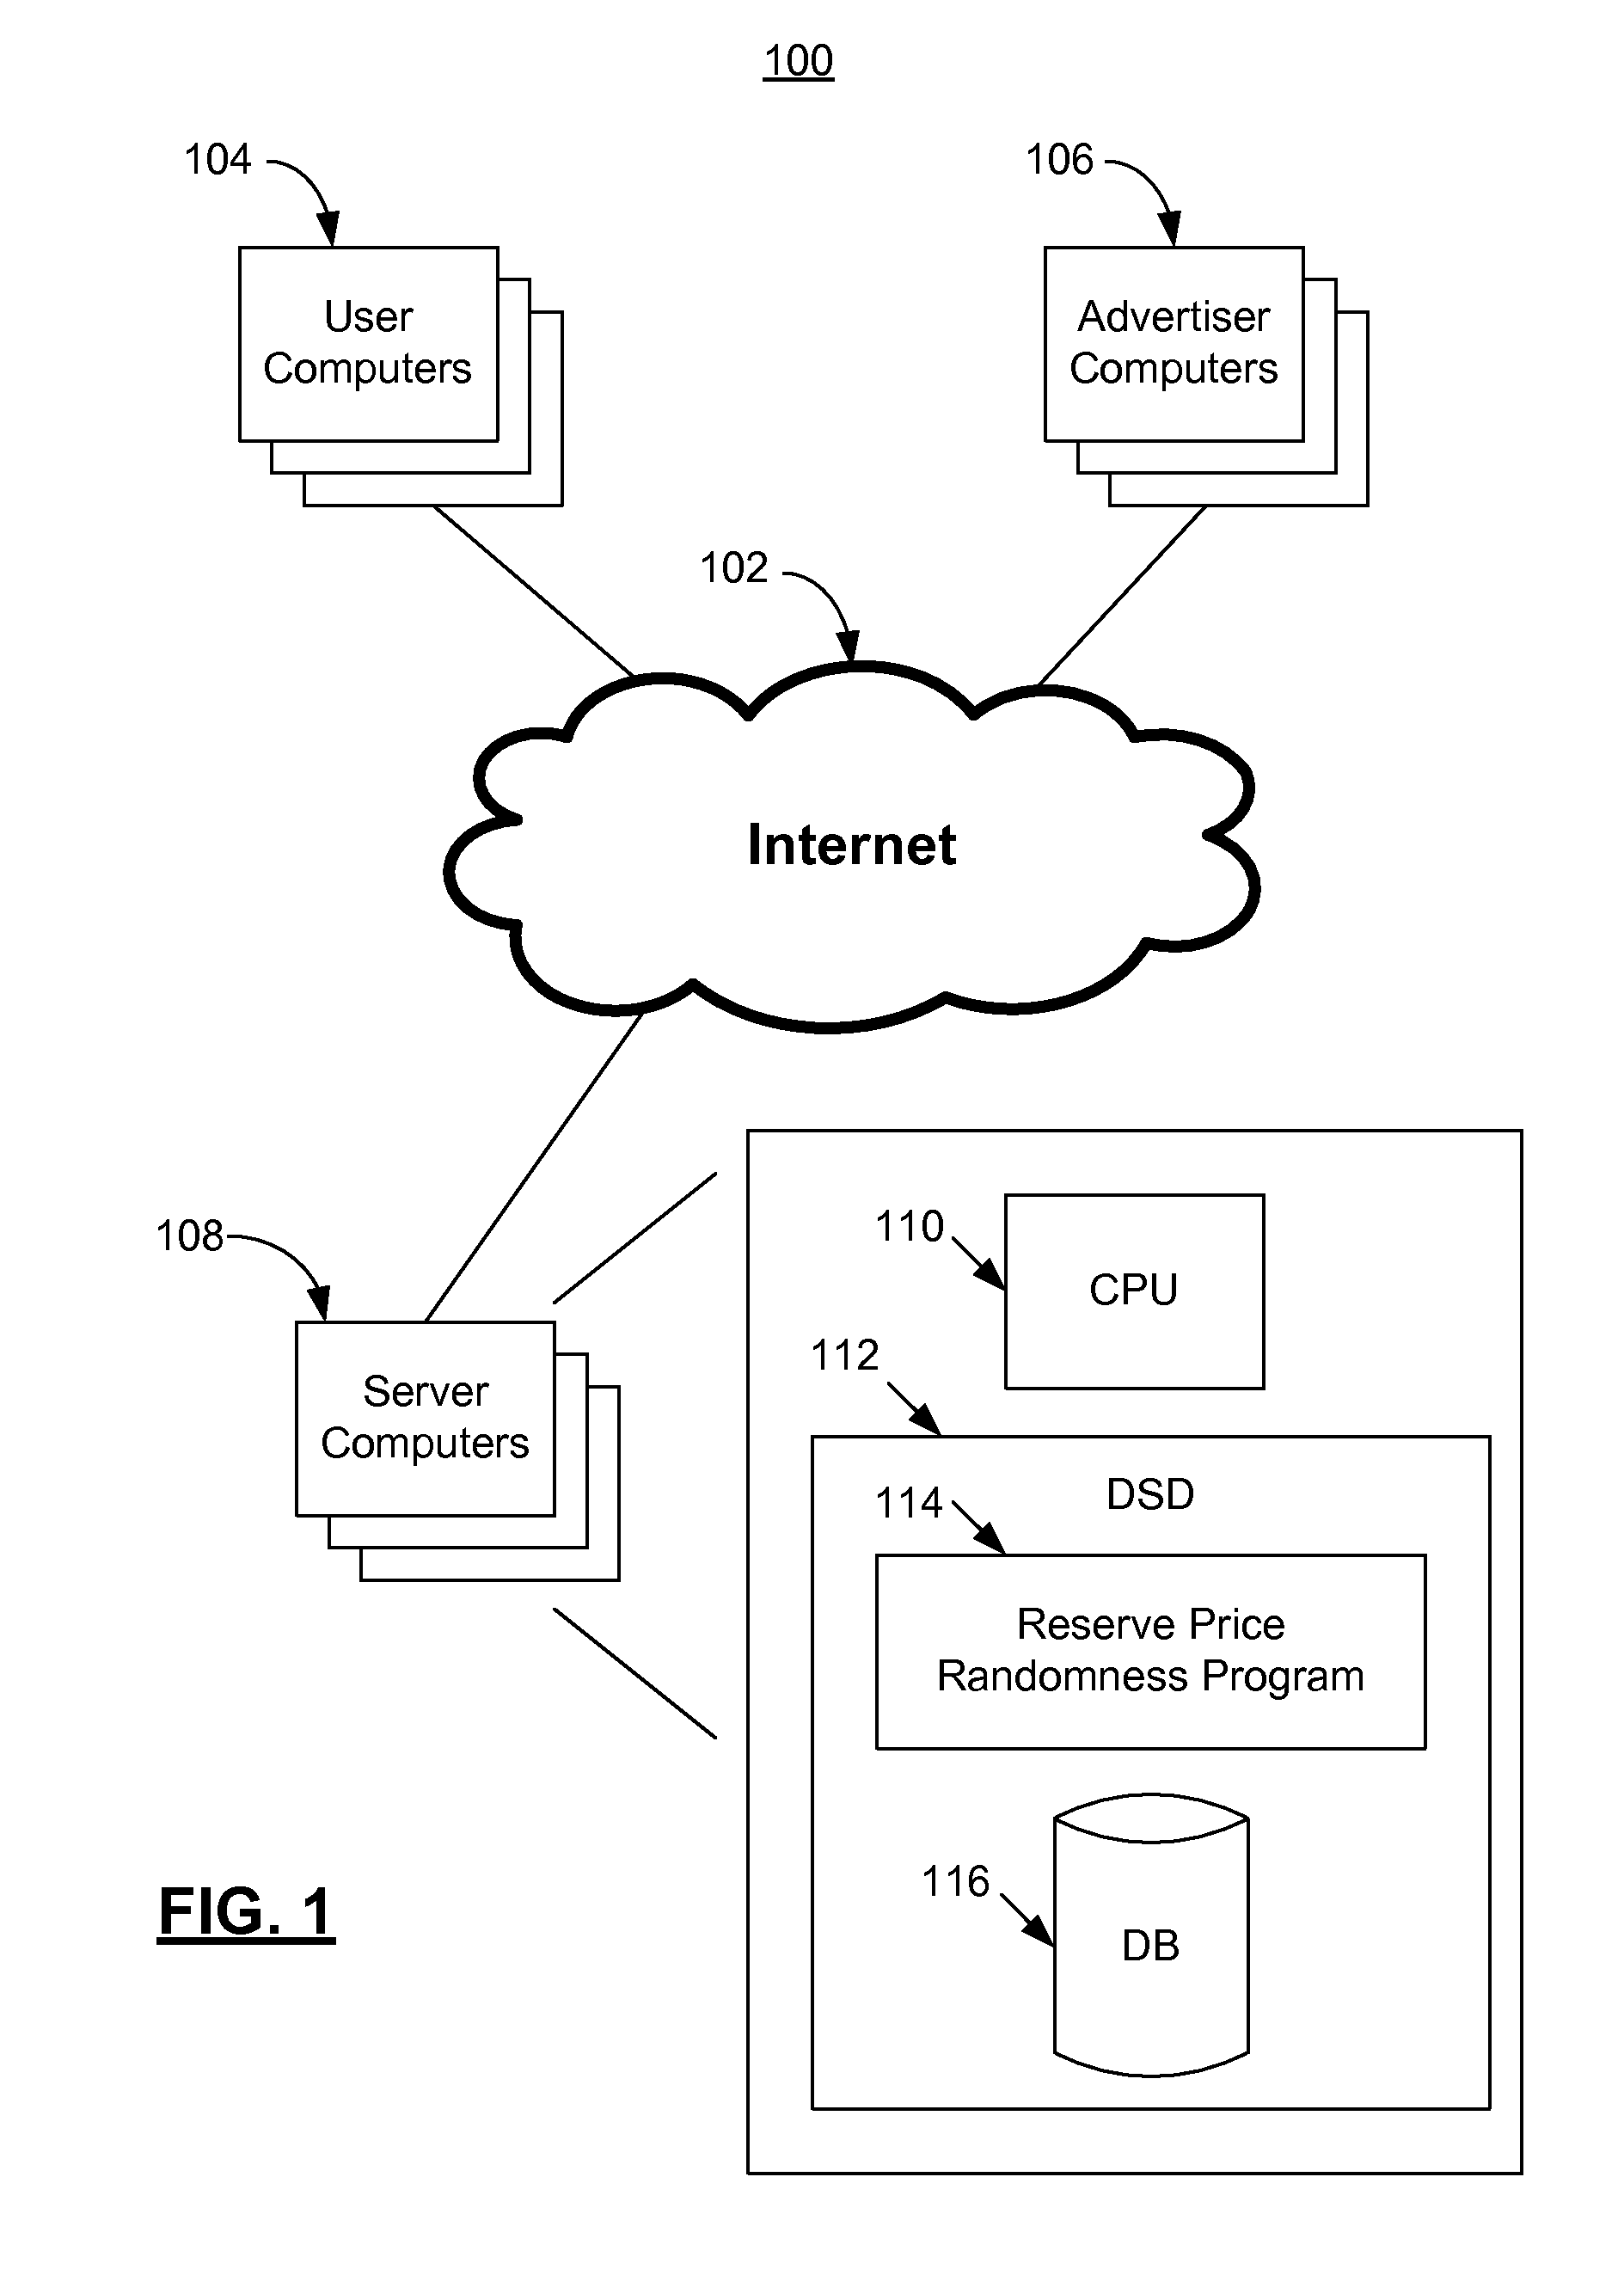 100
104
106
User
Computers
Advertiser
Computers
102
Internet
108
110
CPU
Server
Computers
112
DSD
114
Reserve Price
Randomness Program
116
DB
FIG. 1